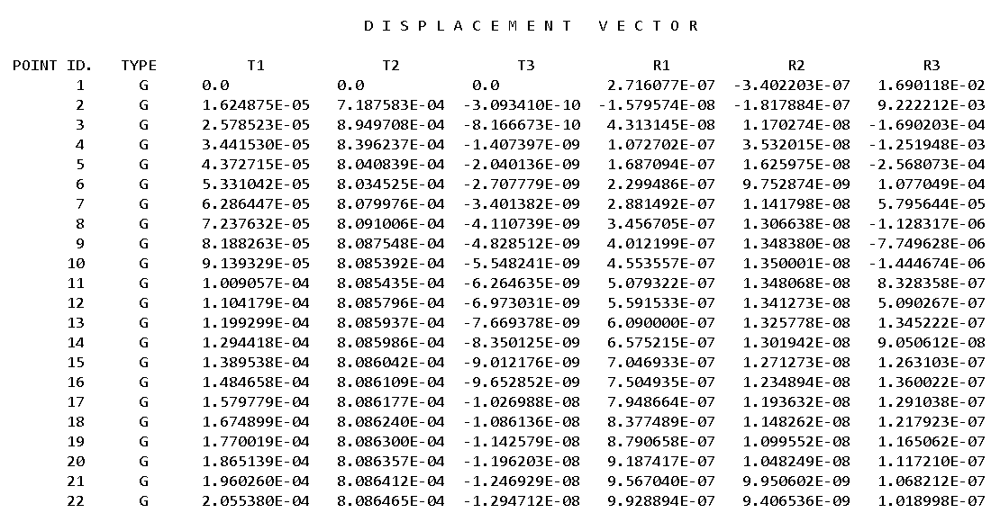 D I S P L A C E M E N T   V E C T O R
POINT ID. TYPE T1 T2 T3 R1 R2 R3
1 G 0.0 0.0 0.0 2.716077E-07 -3.402203E-07 1.690118E-02
2 G 1.624875E-05 7.187583E-04 -3.093410E-10 -1.579574E-08 -1.817884E-07 9.222212E-03
3 G 2.578523E-05 8.949708E-04 -8.166673E-10 4.313145E-08 1.170274E-08 -1.690203E-04
4 G 3.441530E-05 8.396237E-04 -1.407397E-09 1.072702E-07 3.532015E-08 -1.251948E-03
5 G 4.372715E-05 8.040839E-04 -2.040136E-09 1.687094E-07 1.625975E-08 -2.568073E-04
6 G 5.331042E-05 8.034525E-04 -2.707779E-09 2.299486E-07 9.752874E-09 1.077049E-04
7 G 6.286447E-05 8.079976E-04 -3.401382E-09 2.881492E-07 1.141798E-08 5.795644E-05
8 G 7.237632E-05 8.091006E-04 -4.110739E-09 3.456705E-07 1.306638E-08 -1.128317E-06
9 G 8.188263E-05 8.087548E-04 -4.828512E-09 4.012199E-07 1.348380E-08 -7.749628E-06
10 G 9.139329E-05 8.085392E-04 -5.548241E-09 4.553557E-07 1.350001E-08 -1.444674E-06
11 G 1.009057E-04 8.085435E-04 -6.264635E-09 5.079322E-07 1.348068E-08 8.328358E-07
12 G 1.104179E-04 8.085796E-04 -6.973031E-09 5.591533E-07 1.341273E-08 5.090267E-07
13 G 1.199299E-04 8.085937E-04 -7.669378E-09 6.090000E-07 1.325778E-08 1.345222E-07
14 G 1.294418E-04 8.085986E-04 -8.350125E-09 6.575215E-07 1.301942E-08 9.050612E-08
15 G 1.389538E-04 8.086042E-04 -9.012176E-09 7.046933E-07 1.271273E-08 1.263103E-07
16 G 1.484658E-04 8.086109E-04 -9.652852E-09 7.504935E-07 1.234894E-08 1.360022E-07
17 G 1.579779E-04 8.086177E-04 -1.026988E-08 7.948664E-07 1.193632E-08 1.291038E-07
18 G 1.674899E-04 8.086240E-04 -1.086136E-08 8.377489E-07 1.148262E-08 1.217923E-07
19 G 1.770019E-04 8.086300E-04 -1.142579E-08 8.790658E-07 1.099552E-08 1.165062E-07
20 G 1.865139E-04 8.086357E-04 -1.196203E-08 9.187417E-07 1.048249E-08 1.117210E-07
21 G 1.960260E-04 8.086412E-04 -1.246929E-08 9.567040E-07 9.950602E-09 1.068212E-07
22 G 2.055380E-04 8.086465E-04 -1.294712E-08 9.928894E-07 9.406536E-09 1.018998E-07